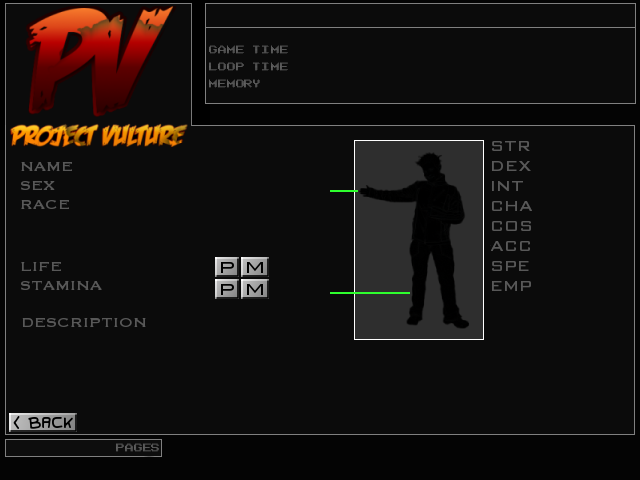 PV
PROJECT VULTURE
GAME TIME
LOOP TIME
MEMORY
NAME
SEX
RACE
LIFE P M
STAMINA P M
DESCRIPTION
STR
DEX
INT
CHA
COS
ACC
SPE
EMP
< BACK
PAGES